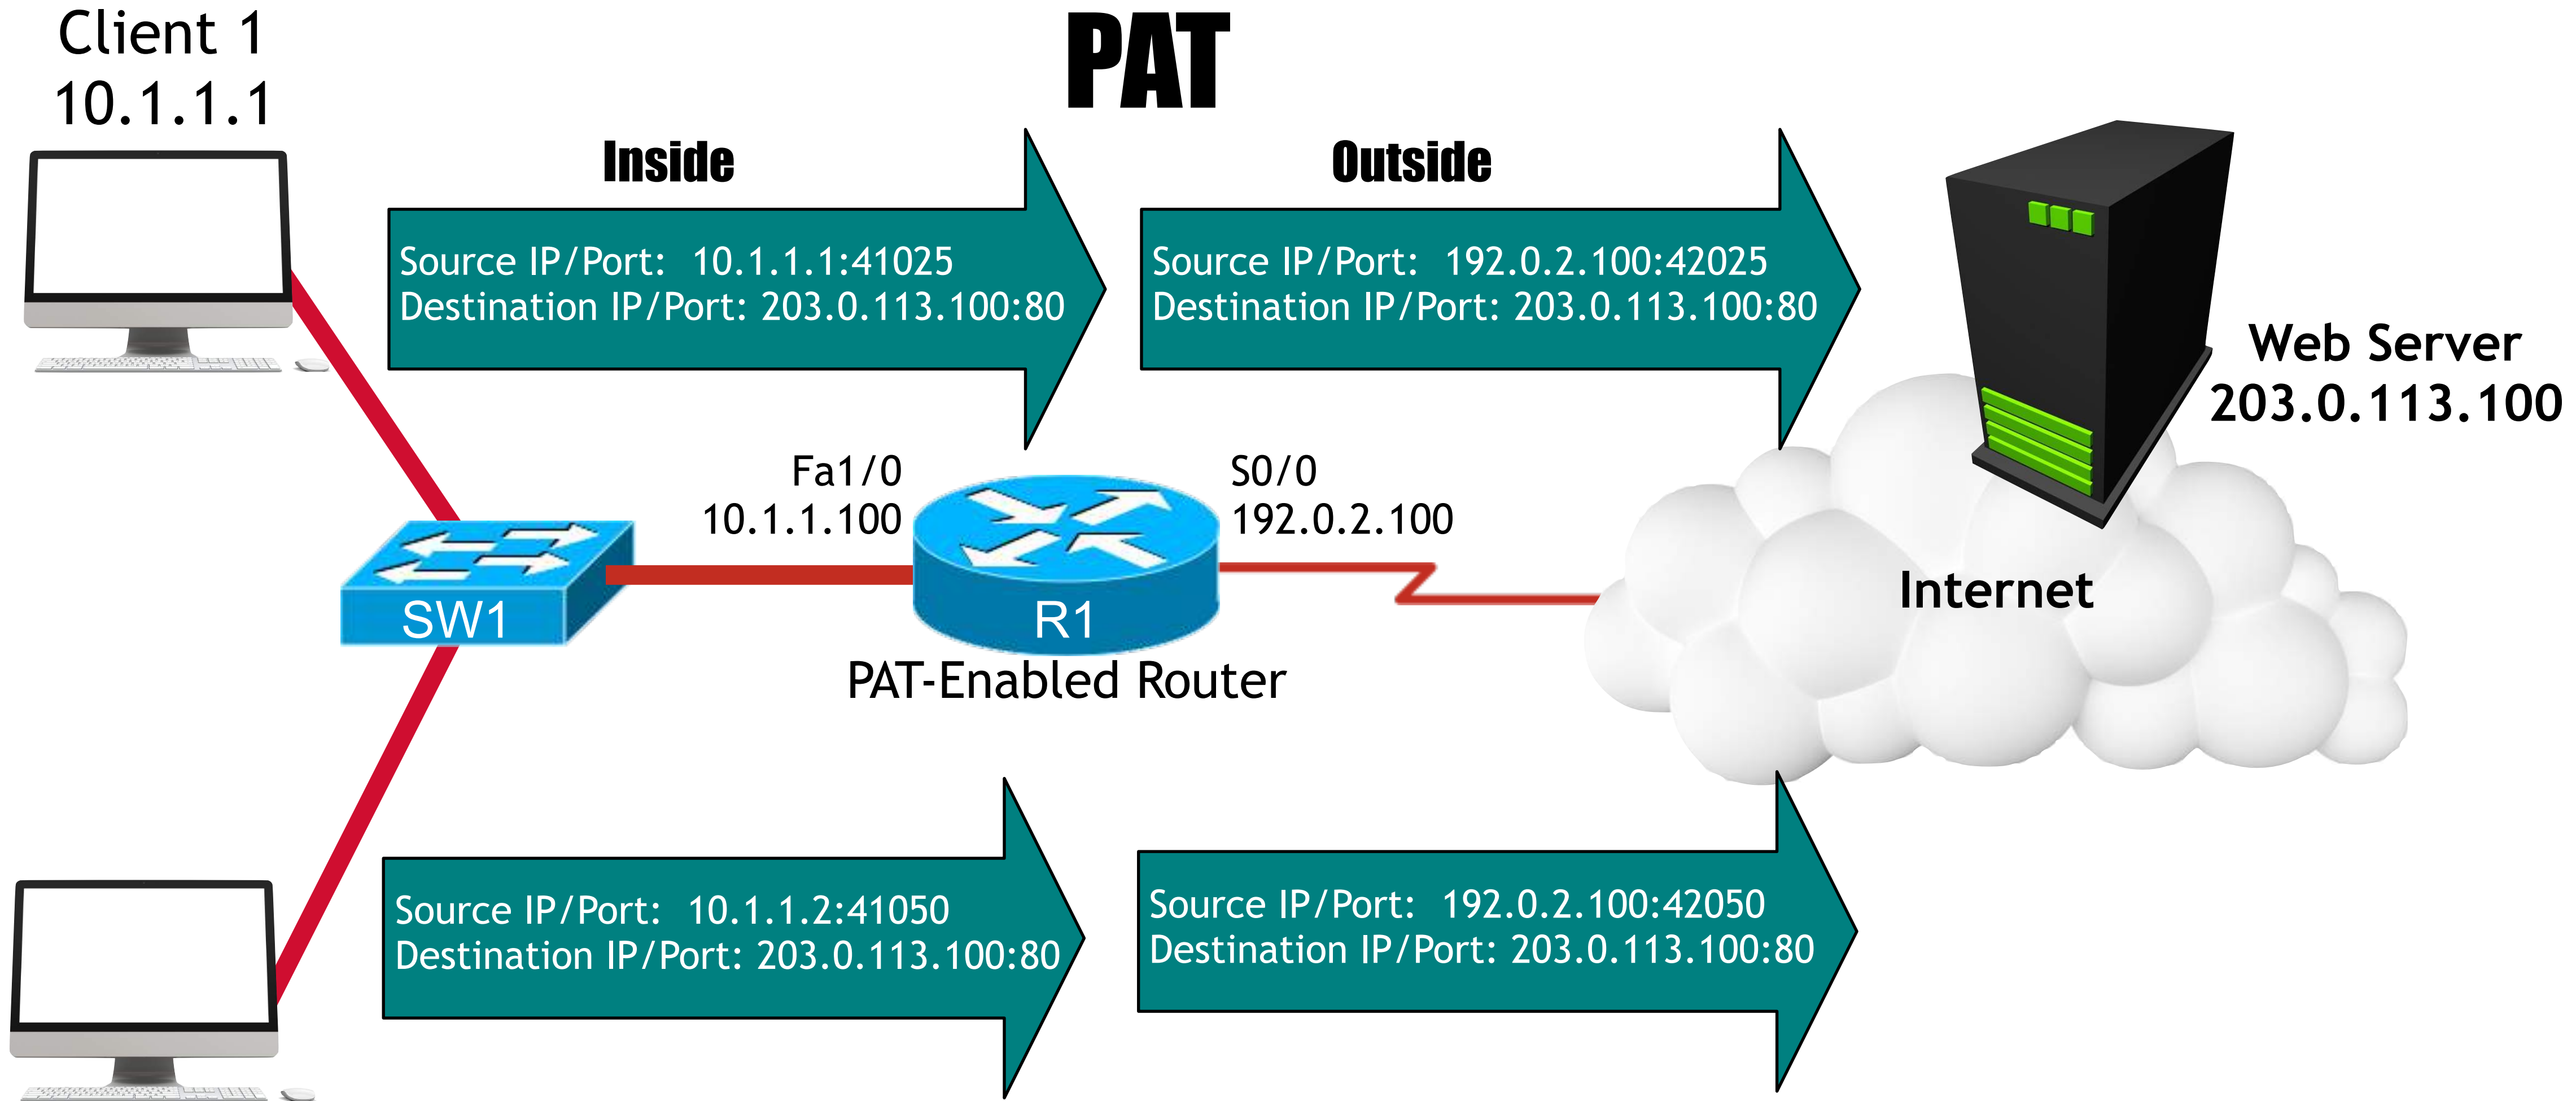 Client 1
10.1.1.1
PAT
Inside
Outside
Source IP/Port:  10.1.1.1:41025
Destination IP/Port: 203.0.113.100:80
Source IP/Port:  192.0.2.100:42025
Destination IP/Port: 203.0.113.100:80
Web Server
203.0.113.100
Fa1/0
10.1.1.100
S0/0
192.0.2.100
SW1
R1
PAT-Enabled Router
Internet
Source IP/Port:  10.1.1.2:41050
Destination IP/Port: 203.0.113.100:80
Source IP/Port:  192.0.2.100:42050
Destination IP/Port: 203.0.113.100:80